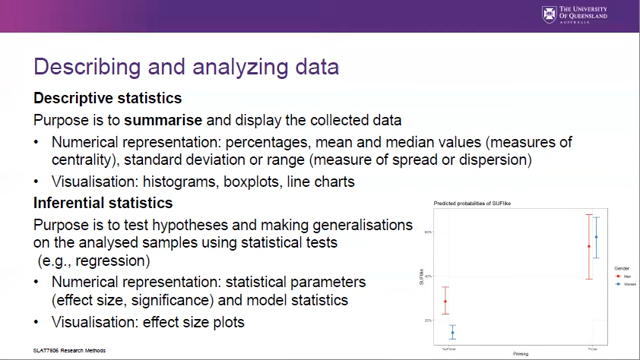 THE UNIVERSITY
OF QUEENSLAND
AUSTRALIA
Describing and analyzing data
Descriptive statistics
Purpose is to summarise and display the collected data
• Numerical representation: percentages, mean and median values (measures of
centrality), standard deviation or range (measure of spread or dispersion)
• Visualisation: histograms, boxplots, line charts
Inferential statistics
Purpose is to test hypotheses and making generalisations
on the analysed samples using statistical tests
(e.g., regression)
• Numerical representation: statistical parameters
(effect size, significance) and model statistics
• Visualisation: effect size plots
Predicted probabilities of SUFlike
SUFlike
60%
40%
20%
Priming
Gender
Men
Women
SLAT7806 Research Methods